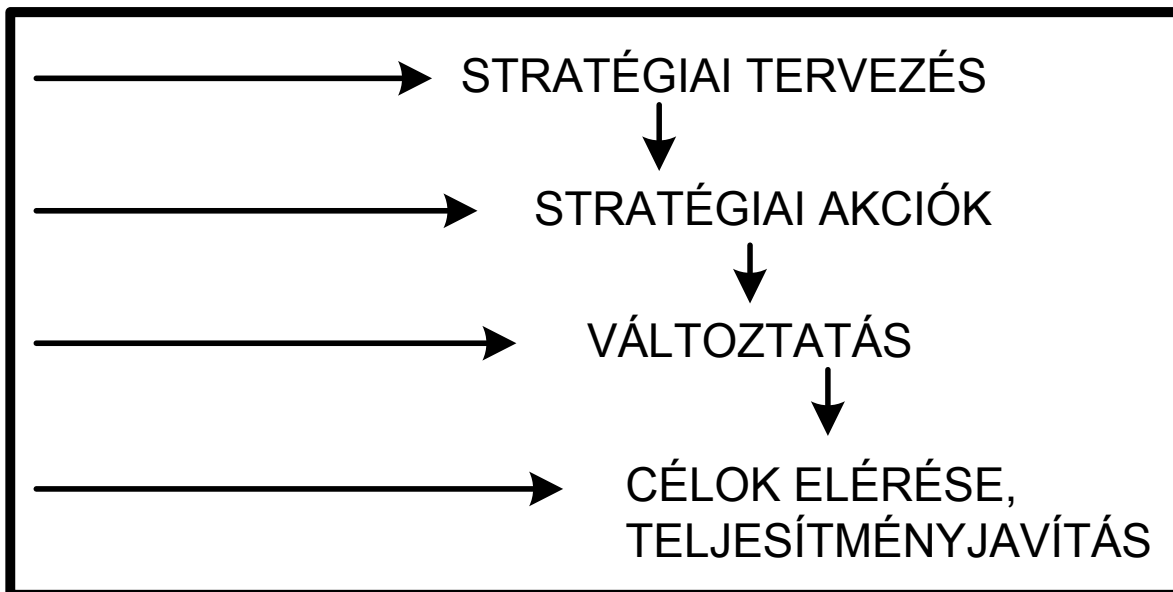 STRATÉGIAI TERVEZÉS
STRATÉGIAI AKCIÓK
VÁLTOZTATÁS
CÉLOK ELÉRÉSE,
TELJESÍTMÉNYJAVÍTÁS